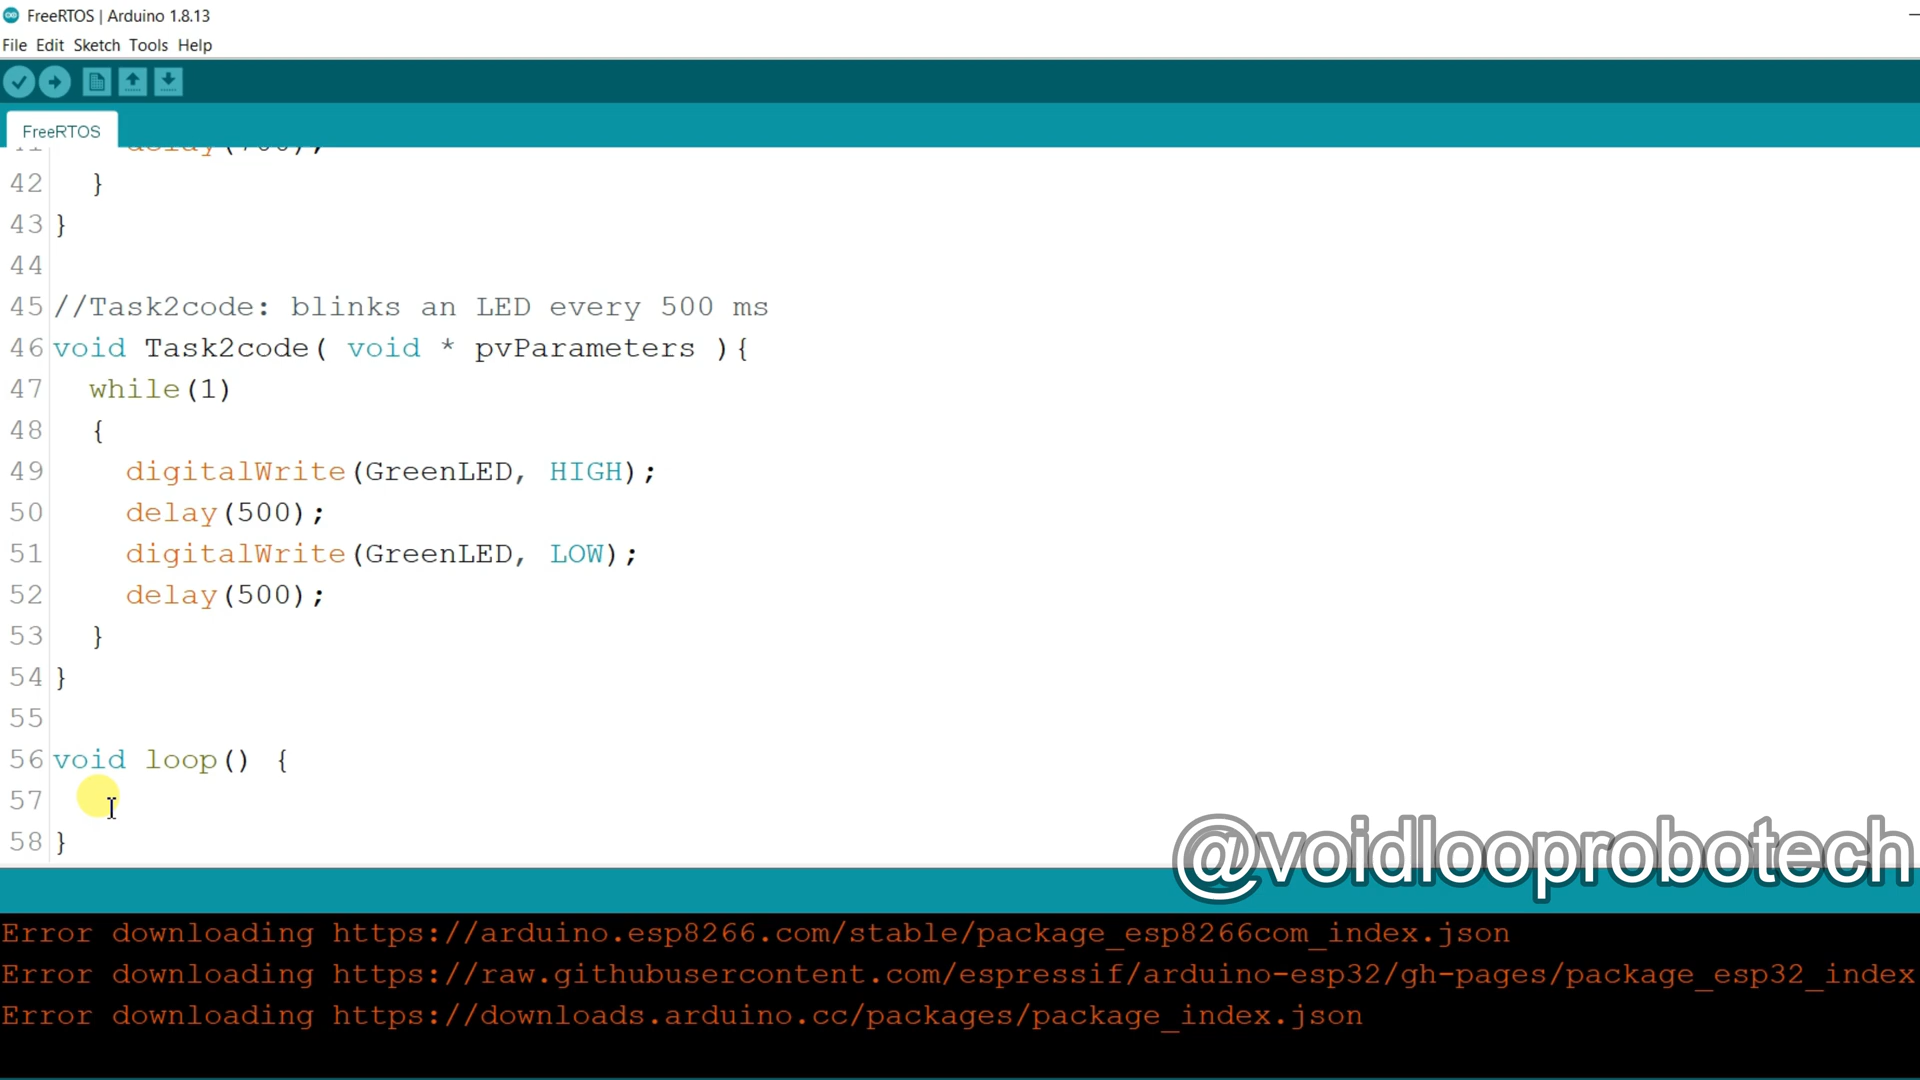 FreeRTOS | Arduino 1.8.13
File Edit Sketch Tools Help
FreeRTOS
41 delay(700);
42 }
43 }
44
45 //Task2code: blinks an LED every 500 ms
46 void Task2code( void * pvParameters ){
47 while(1)
48 {
49 digitalWrite(GreenLED, HIGH);
50 delay(500);
51 digitalWrite(GreenLED, LOW);
52 delay(500);
53 }
54 }
55
56 void loop() {
57
58 }
@voidlooprobotech
Error downloading https://arduino.esp8266.com/stable/package_esp8266com_index.json
Error downloading https://raw.githubusercontent.com/espressif/arduino-esp32/gh-pages/package_esp32_index
Error downloading https://downloads.arduino.cc/packages/package_index.json